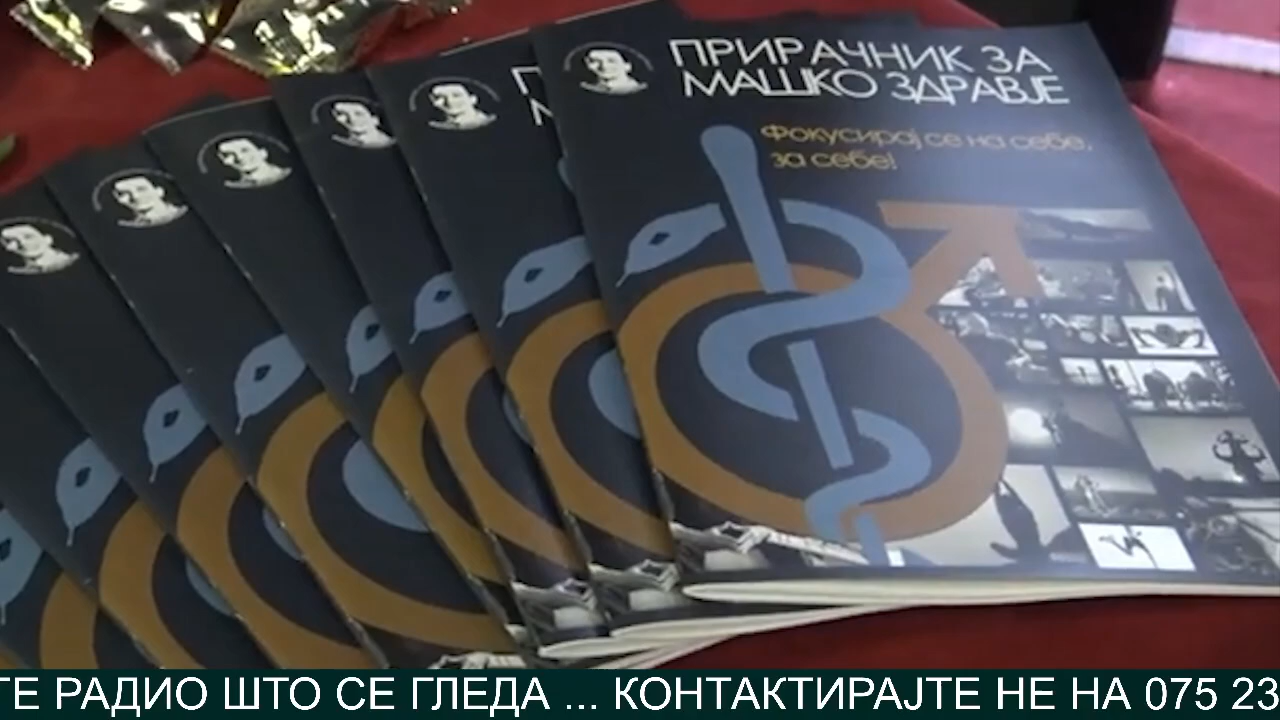 ПРИРАЧНИК ЗА
МАШКО ЗДРАВЈЕ
Фокусирај се на себе,
за себе!
П
М
ТЕ РАДИО ШТО СЕ ГЛЕДА ... КОНТАКТИРАЈТЕ НЕ НА 075 23